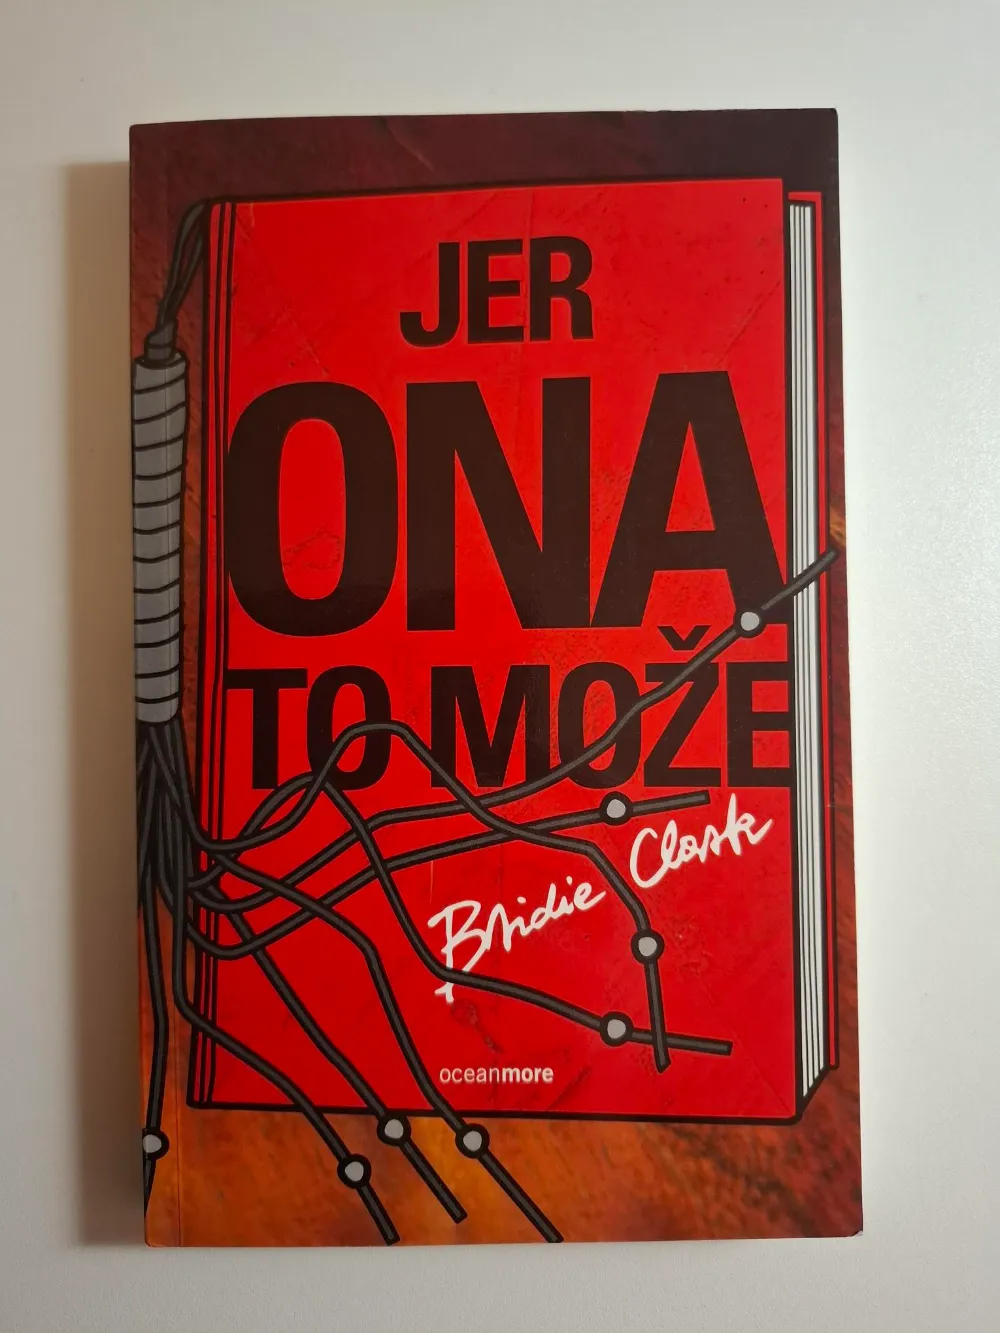 JER
ONA
TO MOŽE
Bridie Clark
oceanmore